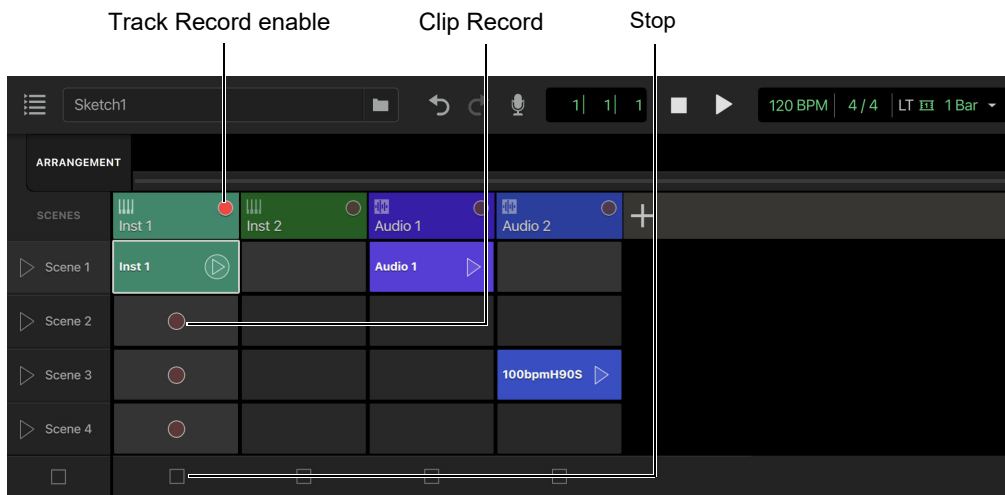 Track Record enable Clip Record Stop
Sketch1 1| 1| 1 120 BPM 4 / 4 LT 1 Bar
ARRANGEMENT
SCENES Inst 1 Inst 2 Audio 1 Audio 2
Scene 1 Inst 1 Audio 1
Scene 2
Scene 3 100bpmH90S
Scene 4